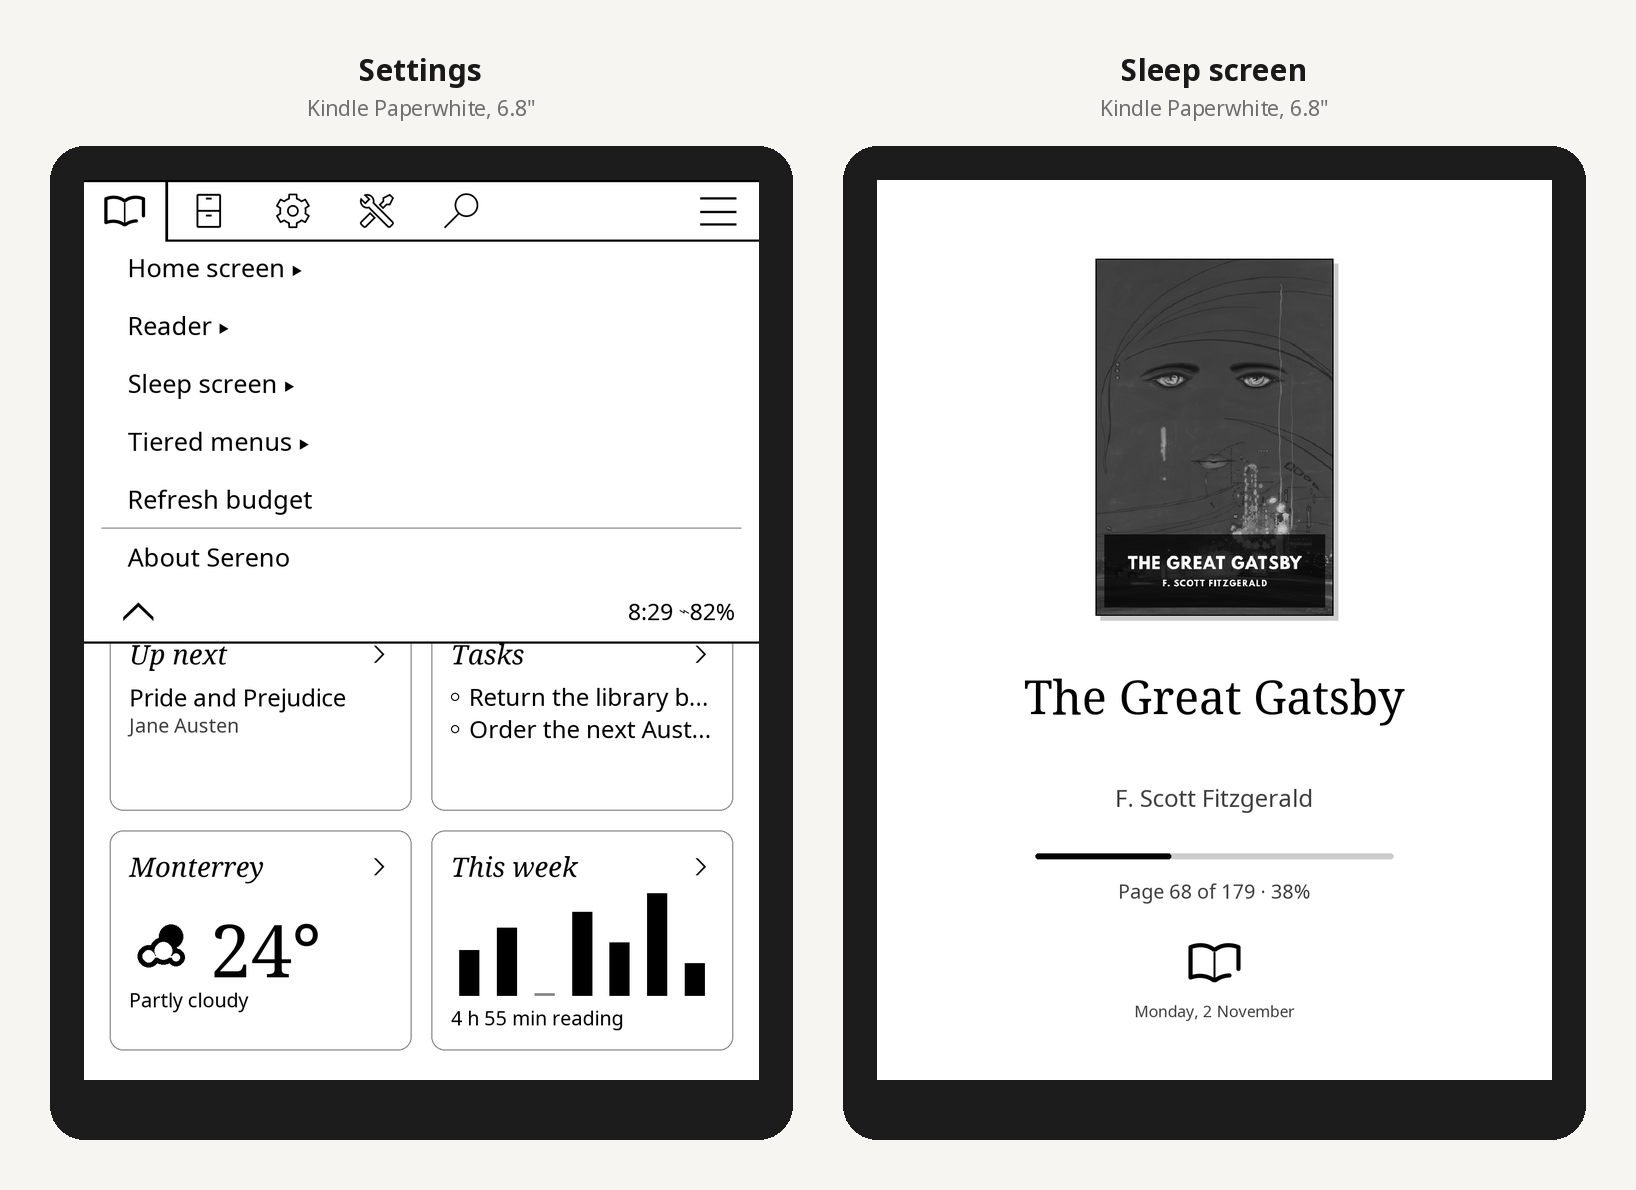 Settings
Kindle Paperwhite, 6.8"
Home screen ▸
Reader ▸
Sleep screen ▸
Tiered menus ▸
Refresh budget
About Sereno
8:29 82%
Up next
Pride and Prejudice
Jane Austen
Tasks
Return the library b...
Order the next Aust...
Monterrey
24°
Partly cloudy
This week
4 h 55 min reading
Sleep screen
Kindle Paperwhite, 6.8"
THE GREAT GATSBY
F. SCOTT FITZGERALD
The Great Gatsby
F. Scott Fitzgerald
Page 68 of 179 · 38%
Monday, 2 November